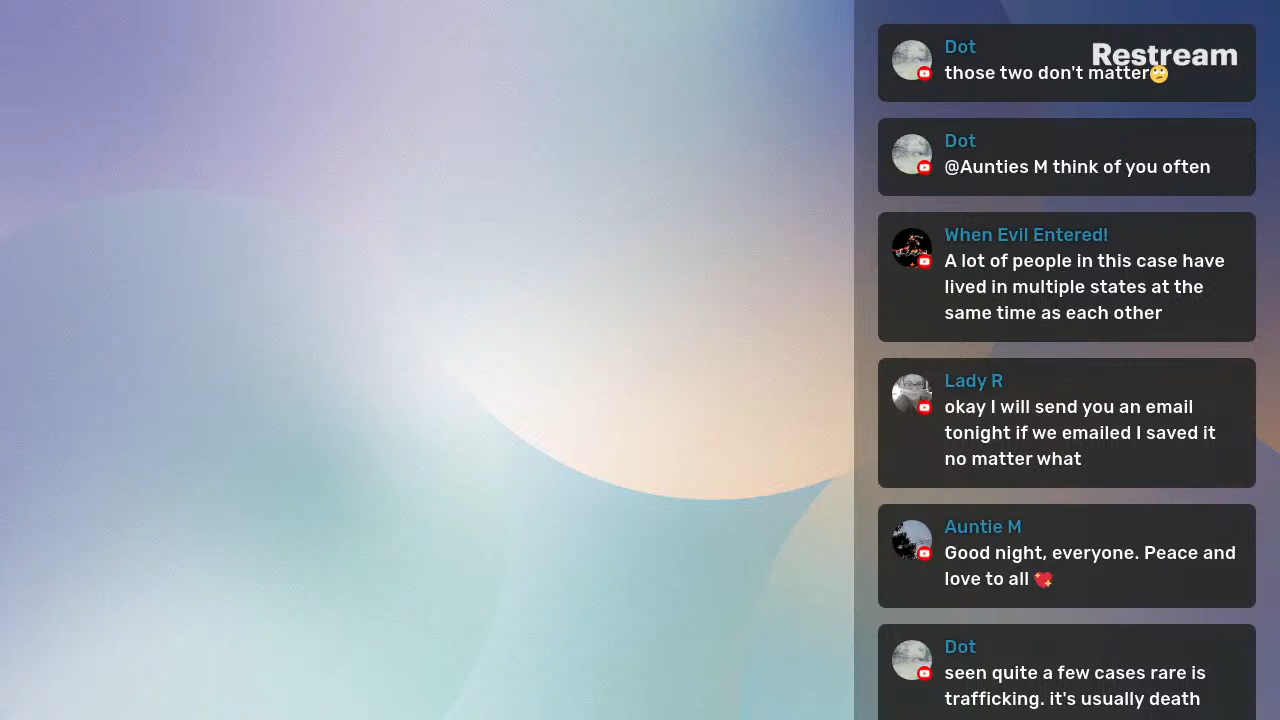 Restream
Dot
those two don't matter🙄
Dot
@Aunties M think of you often
When Evil Entered!
A lot of people in this case have
lived in multiple states at the
same time as each other
Lady R
okay I will send you an email
tonight if we emailed I saved it
no matter what
Auntie M
Good night, everyone. Peace and
love to all 💖
Dot
seen quite a few cases rare is
trafficking. it's usually death